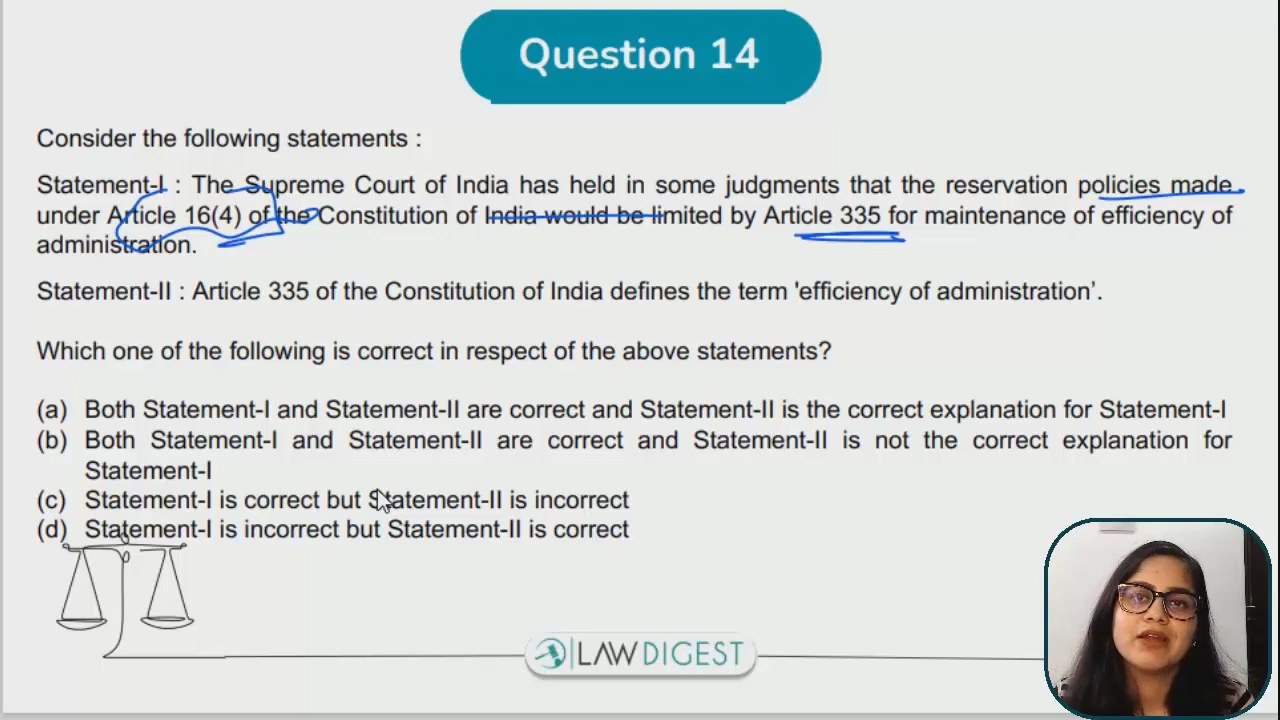 Question 14
Consider the following statements :
Statement-I : The Supreme Court of India has held in some judgments that the reservation policies made
under Article 16(4) of the Constitution of India would be limited by Article 335 for maintenance of efficiency of
administration.
Statement-II : Article 335 of the Constitution of India defines the term 'efficiency of administration’.
Which one of the following is correct in respect of the above statements?
(a) Both Statement-I and Statement-II are correct and Statement-II is the correct explanation for Statement-I
(b) Both Statement-I and Statement-II are correct and Statement-II is not the correct explanation for
Statement-I
(c) Statement-I is correct but Statement-II is incorrect
(d) Statement-I is incorrect but Statement-II is correct
LAWDIGEST